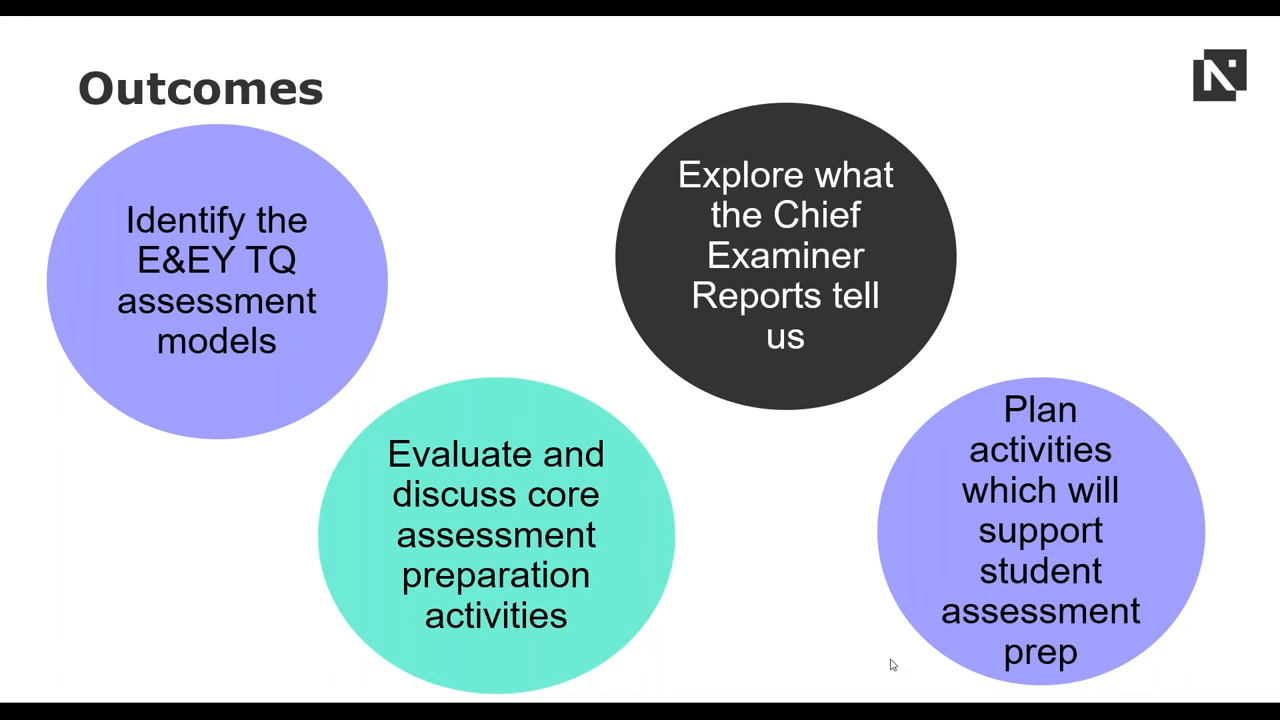 Outcomes
Identify the
E&EY TQ
assessment
models
Evaluate and
discuss core
assessment
preparation
activities
Explore what
the Chief
Examiner
Reports tell
us
Plan
activities
which will
support
student
assessment
prep